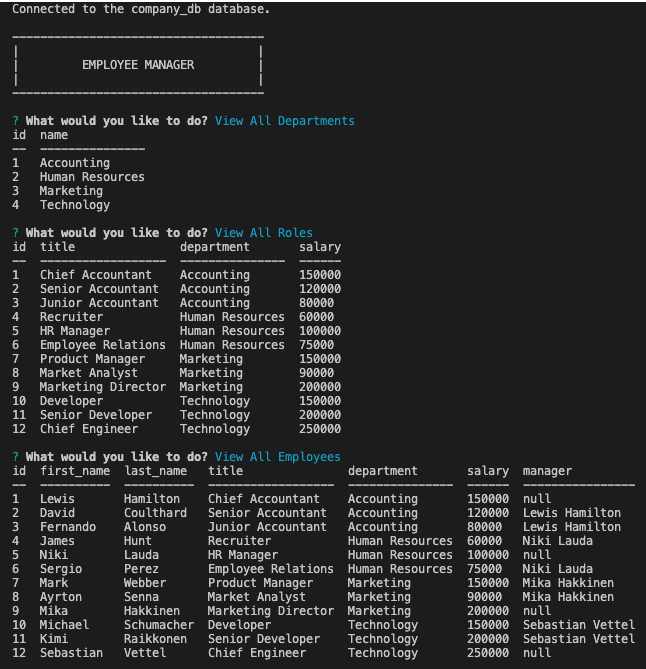 Connected to the company_db database.
EMPLOYEE MANAGER
? What would you like to do? View All Departments
id  name
--  ---------------
1   Accounting
2   Human Resources
3   Marketing
4   Technology
? What would you like to do? View All Roles
id  title               department       salary
--  ------------------  ---------------  ------
1   Chief Accountant    Accounting       150000
2   Senior Accountant   Accounting       120000
3   Junior Accountant   Accounting       80000
4   Recruiter           Human Resources  60000
5   HR Manager          Human Resources  100000
6   Employee Relations  Human Resources  75000
7   Product Manager     Marketing        150000
8   Market Analyst      Marketing        90000
9   Marketing Director  Marketing        200000
10  Developer           Technology       150000
11  Senior Developer    Technology       200000
12  Chief Engineer      Technology       250000
? What would you like to do? View All Employees
id  first_name  last_name   title               department       salary  manager
--  ----------  ----------  ------------------  ---------------  ------  ----------------
1   Lewis       Hamilton    Chief Accountant    Accounting       150000  null
2   David       Coulthard   Senior Accountant   Accounting       120000  Lewis Hamilton
3   Fernando    Alonso      Junior Accountant   Accounting       80000   Lewis Hamilton
4   James       Hunt        Recruiter           Human Resources  60000   Niki Lauda
5   Niki        Lauda       HR Manager          Human Resources  100000  null
6   Sergio      Perez       Employee Relations  Human Resources  75000   Niki Lauda
7   Mark        Webber      Product Manager     Marketing        150000  Mika Hakkinen
8   Ayrton      Senna       Market Analyst      Marketing        90000   Mika Hakkinen
9   Mika        Hakkinen    Marketing Director  Marketing        200000  null
10  Michael     Schumacher  Developer           Technology       150000  Sebastian Vettel
11  Kimi        Raikkonen   Senior Developer    Technology       200000  Sebastian Vettel
12  Sebastian   Vettel      Chief Engineer      Technology       250000  null